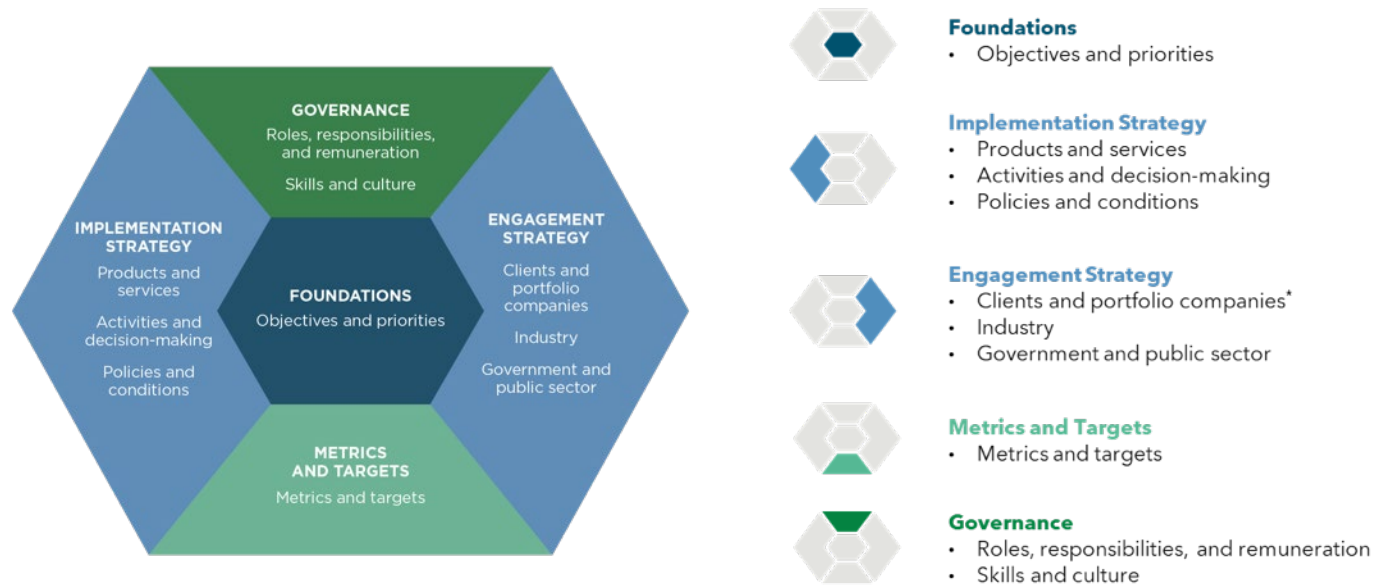 GOVERNANCE
Roles, responsibilities,
and remuneration
Skills and culture
IMPLEMENTATION
STRATEGY
Products and
services
Activities and
decision-making
Policies and
conditions
FOUNDATIONS
Objectives and priorities
ENGAGEMENT
STRATEGY
Clients and
portfolio
companies
Industry
Government and
public sector
METRICS
AND TARGETS
Metrics and targets
Foundations
• Objectives and priorities
Implementation Strategy
• Products and services
• Activities and decision-making
• Policies and conditions
Engagement Strategy
• Clients and portfolio companies*
• Industry
• Government and public sector
Metrics and Targets
• Metrics and targets
Governance
• Roles, responsibilities, and remuneration
• Skills and culture